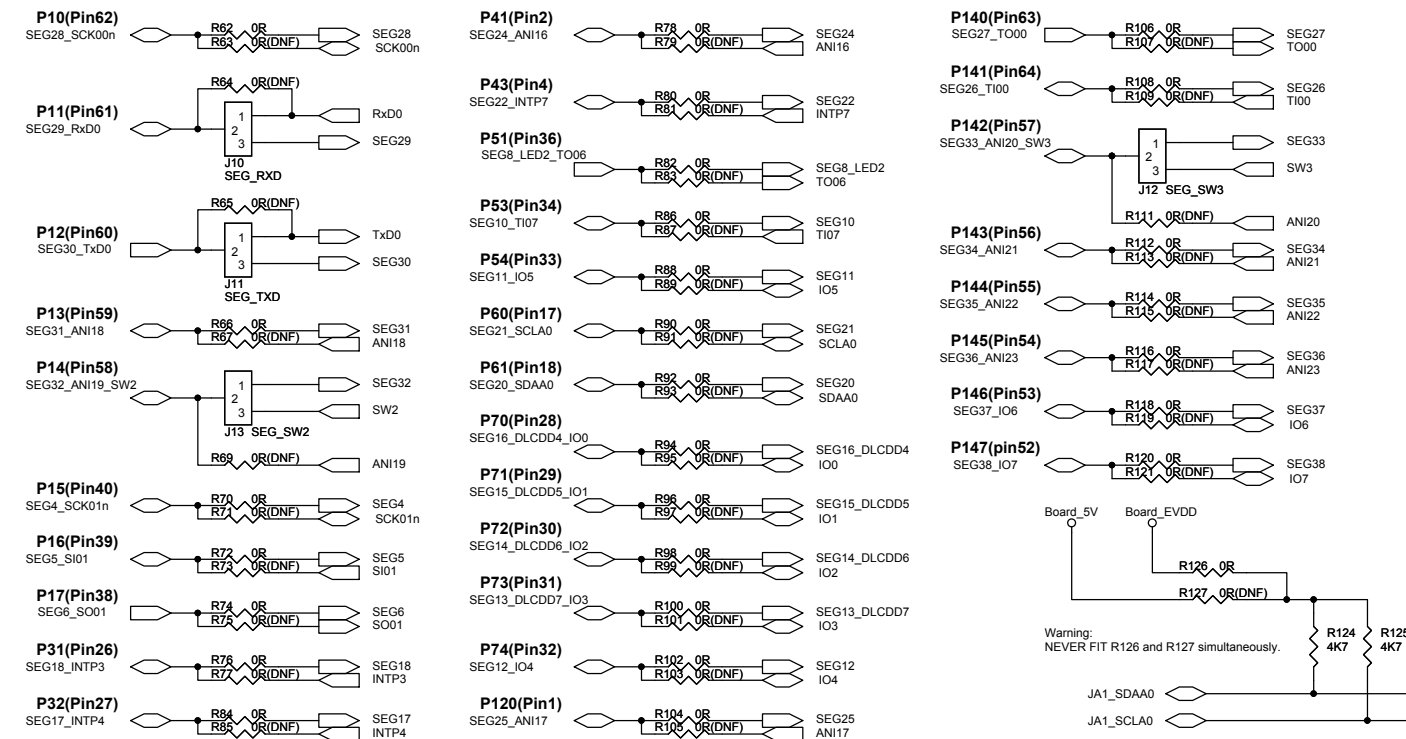 P10(Pin62)
SEG28_SCK00n
R62 0R
R63 0R(DNF)
SEG28
SCK00n
P11(Pin61)
SEG29_RxD0
R64 0R(DNF)
1
2
3
J10
SEG_RXD
RxD0
SEG29
P12(Pin60)
SEG30_TxD0
R65 0R(DNF)
1
2
3
J11
SEG_TXD
TxD0
SEG30
P13(Pin59)
SEG31_ANI18
R66 0R
R67 0R(DNF)
SEG31
ANI18
P14(Pin58)
SEG32_ANI19_SW2
1
2
3
J13 SEG_SW2
SEG32
SW2
R69 0R(DNF)
ANI19
P15(Pin40)
SEG4_SCK01n
R70 0R
R71 0R(DNF)
SEG4
SCK01n
P16(Pin39)
SEG5_SI01
R72 0R
R73 0R(DNF)
SEG5
SI01
P17(Pin38)
SEG6_SO01
R74 0R
R75 0R(DNF)
SEG6
SO01
P31(Pin26)
SEG18_INTP3
R76 0R
R77 0R(DNF)
SEG18
INTP3
P32(Pin27)
SEG17_INTP4
R84 0R
R85 0R(DNF)
SEG17
INTP4
P41(Pin2)
SEG24_ANI16
R78 0R
R79 0R(DNF)
SEG24
ANI16
P43(Pin4)
SEG22_INTP7
R80 0R
R81 0R(DNF)
SEG22
INTP7
P51(Pin36)
SEG8_LED2_TO06
R82 0R
R83 0R(DNF)
SEG8_LED2
TO06
P53(Pin34)
SEG10_TI07
R86 0R
R87 0R(DNF)
SEG10
TI07
P54(Pin33)
SEG11_IO5
R88 0R
R89 0R(DNF)
SEG11
IO5
P60(Pin17)
SEG21_SCLA0
R90 0R
R91 0R(DNF)
SEG21
SCLA0
P61(Pin18)
SEG20_SDAA0
R92 0R
R93 0R(DNF)
SEG20
SDAA0
P70(Pin28)
SEG16_DLCDD4_IO0
R94 0R
R95 0R(DNF)
SEG16_DLCDD4
IO0
P71(Pin29)
SEG15_DLCDD5_IO1
R96 0R
R97 0R(DNF)
SEG15_DLCDD5
IO1
P72(Pin30)
SEG14_DLCDD6_IO2
R98 0R
R99 0R(DNF)
SEG14_DLCDD6
IO2
P73(Pin31)
SEG13_DLCDD7_IO3
R100 0R
R101 0R(DNF)
SEG13_DLCDD7
IO3
P74(Pin32)
SEG12_IO4
R102 0R
R103 0R(DNF)
SEG12
IO4
P120(Pin1)
SEG25_ANI17
R104 0R
R105 0R(DNF)
SEG25
ANI17
P140(Pin63)
SEG27_TO00
R106 0R
R107 0R(DNF)
SEG27
TO00
P141(Pin64)
SEG26_TI00
R108 0R
R109 0R(DNF)
SEG26
TI00
P142(Pin57)
SEG33_ANI20_SW3
1
2
3
J12 SEG_SW3
SEG33
SW3
R111 0R(DNF)
ANI20
P143(Pin56)
SEG34_ANI21
R112 0R
R113 0R(DNF)
SEG34
ANI21
P144(Pin55)
SEG35_ANI22
R114 0R
R115 0R(DNF)
SEG35
ANI22
P145(Pin54)
SEG36_ANI23
R116 0R
R117 0R(DNF)
SEG36
ANI23
P146(Pin53)
SEG37_IO6
R118 0R
R119 0R(DNF)
SEG37
IO6
P147(pin52)
SEG38_IO7
R120 0R
R121 0R(DNF)
SEG38
IO7
Board_5V Board_EVDD
R126 0R
R127 0R(DNF)
Warning:
NEVER FIT R126 and R127 simultaneously.
R124
4K7
R125
4K7
JA1_SDAA0
JA1_SCLA0